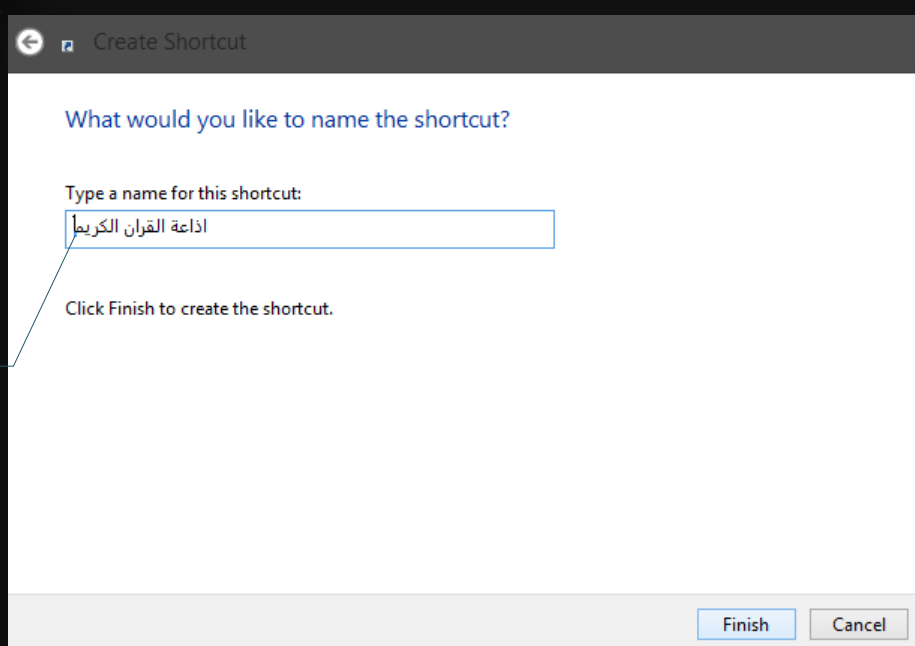 Create Shortcut
What would you like to name the shortcut?
Type a name for this shortcut:
اذاعة القران الكريم
Click Finish to create the shortcut.
Finish
Cancel